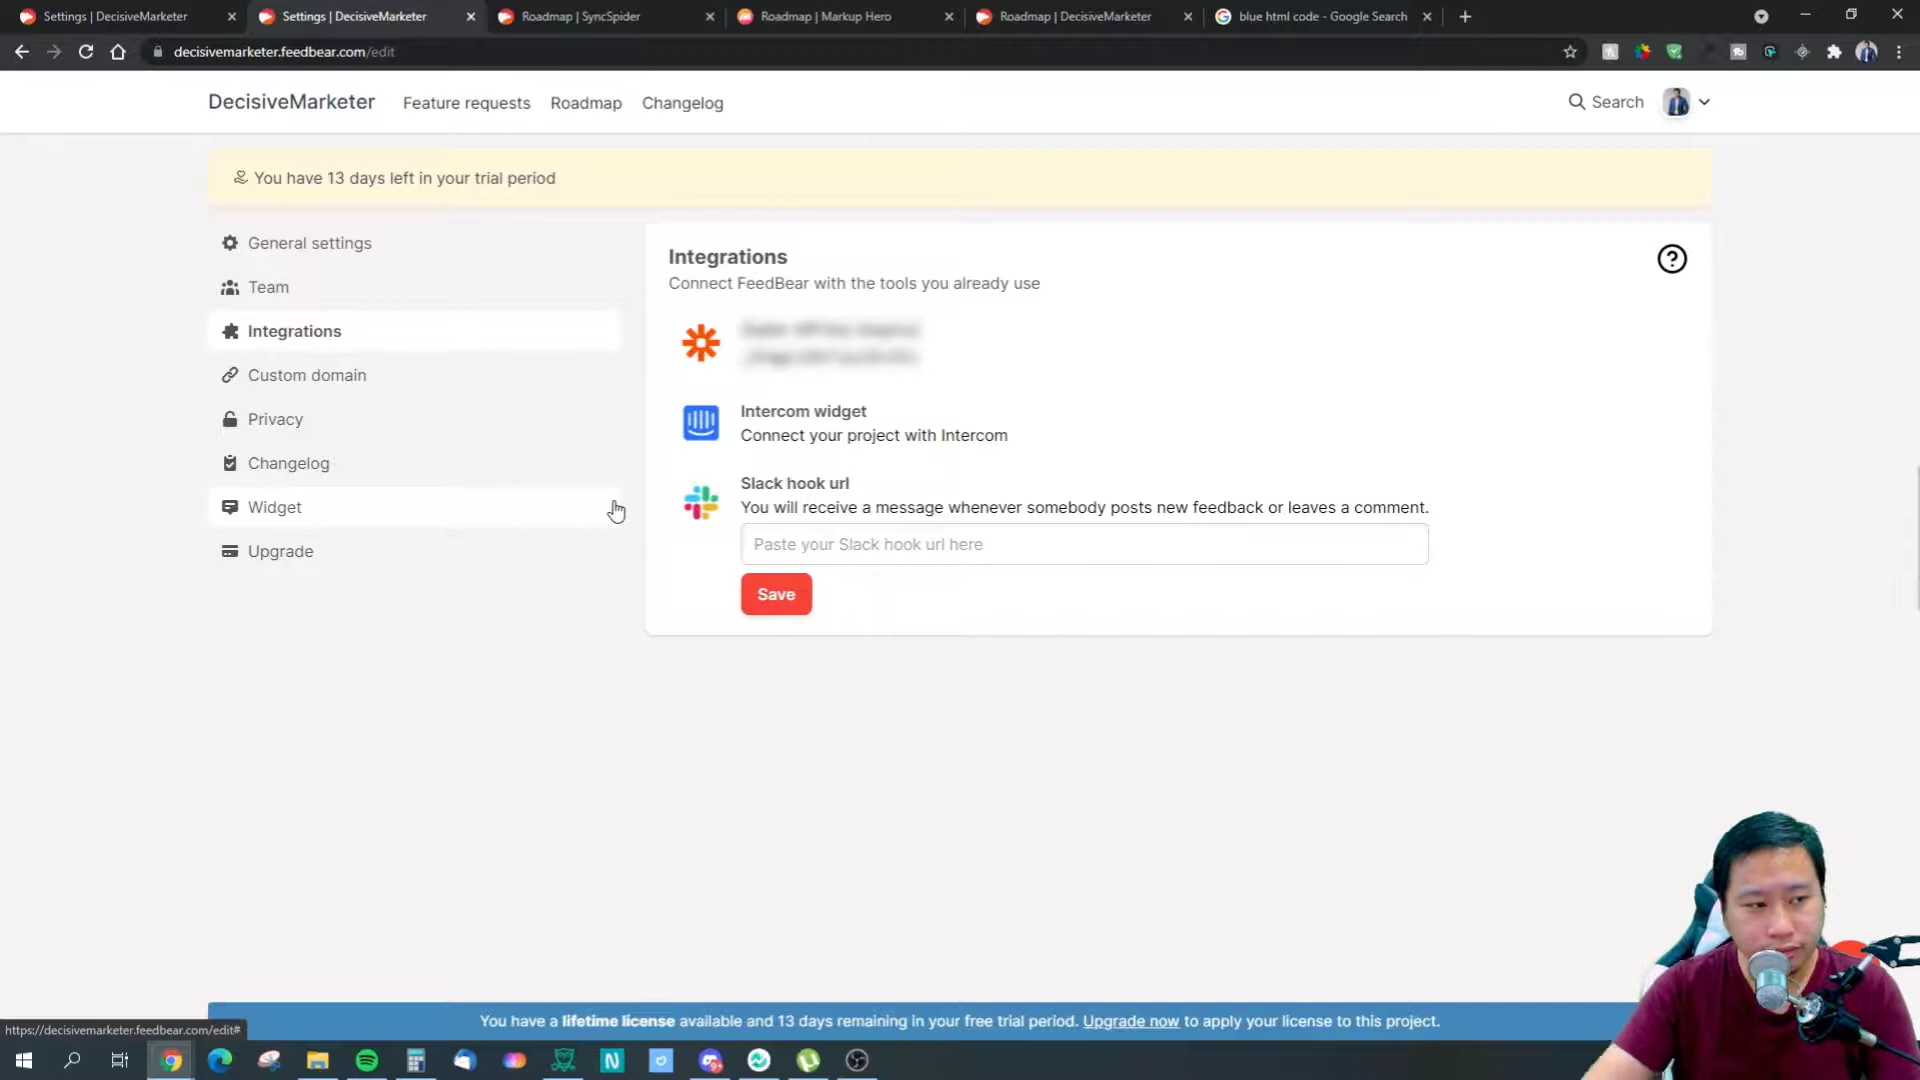 Settings | DecisiveMarketer
Settings | DecisiveMarketer
Roadmap | SyncSpider
Roadmap | Markup Hero
Roadmap | DecisiveMarketer
blue html code - Google Search
decisivemarketer.feedbear.com/edit
DecisiveMarketer
Feature requests
Roadmap
Changelog
Search
You have 13 days left in your trial period
General settings
Team
Integrations
Custom domain
Privacy
Changelog
Widget
Upgrade
Integrations
Connect FeedBear with the tools you already use
Intercom widget
Connect your project with Intercom
Slack hook url
You will receive a message whenever somebody posts new feedback or leaves a comment.
Paste your Slack hook url here
Save
You have a lifetime license available and 13 days remaining in your free trial period. Upgrade now to apply your license to this project.
https://decisivemarketer.feedbear.com/edit#